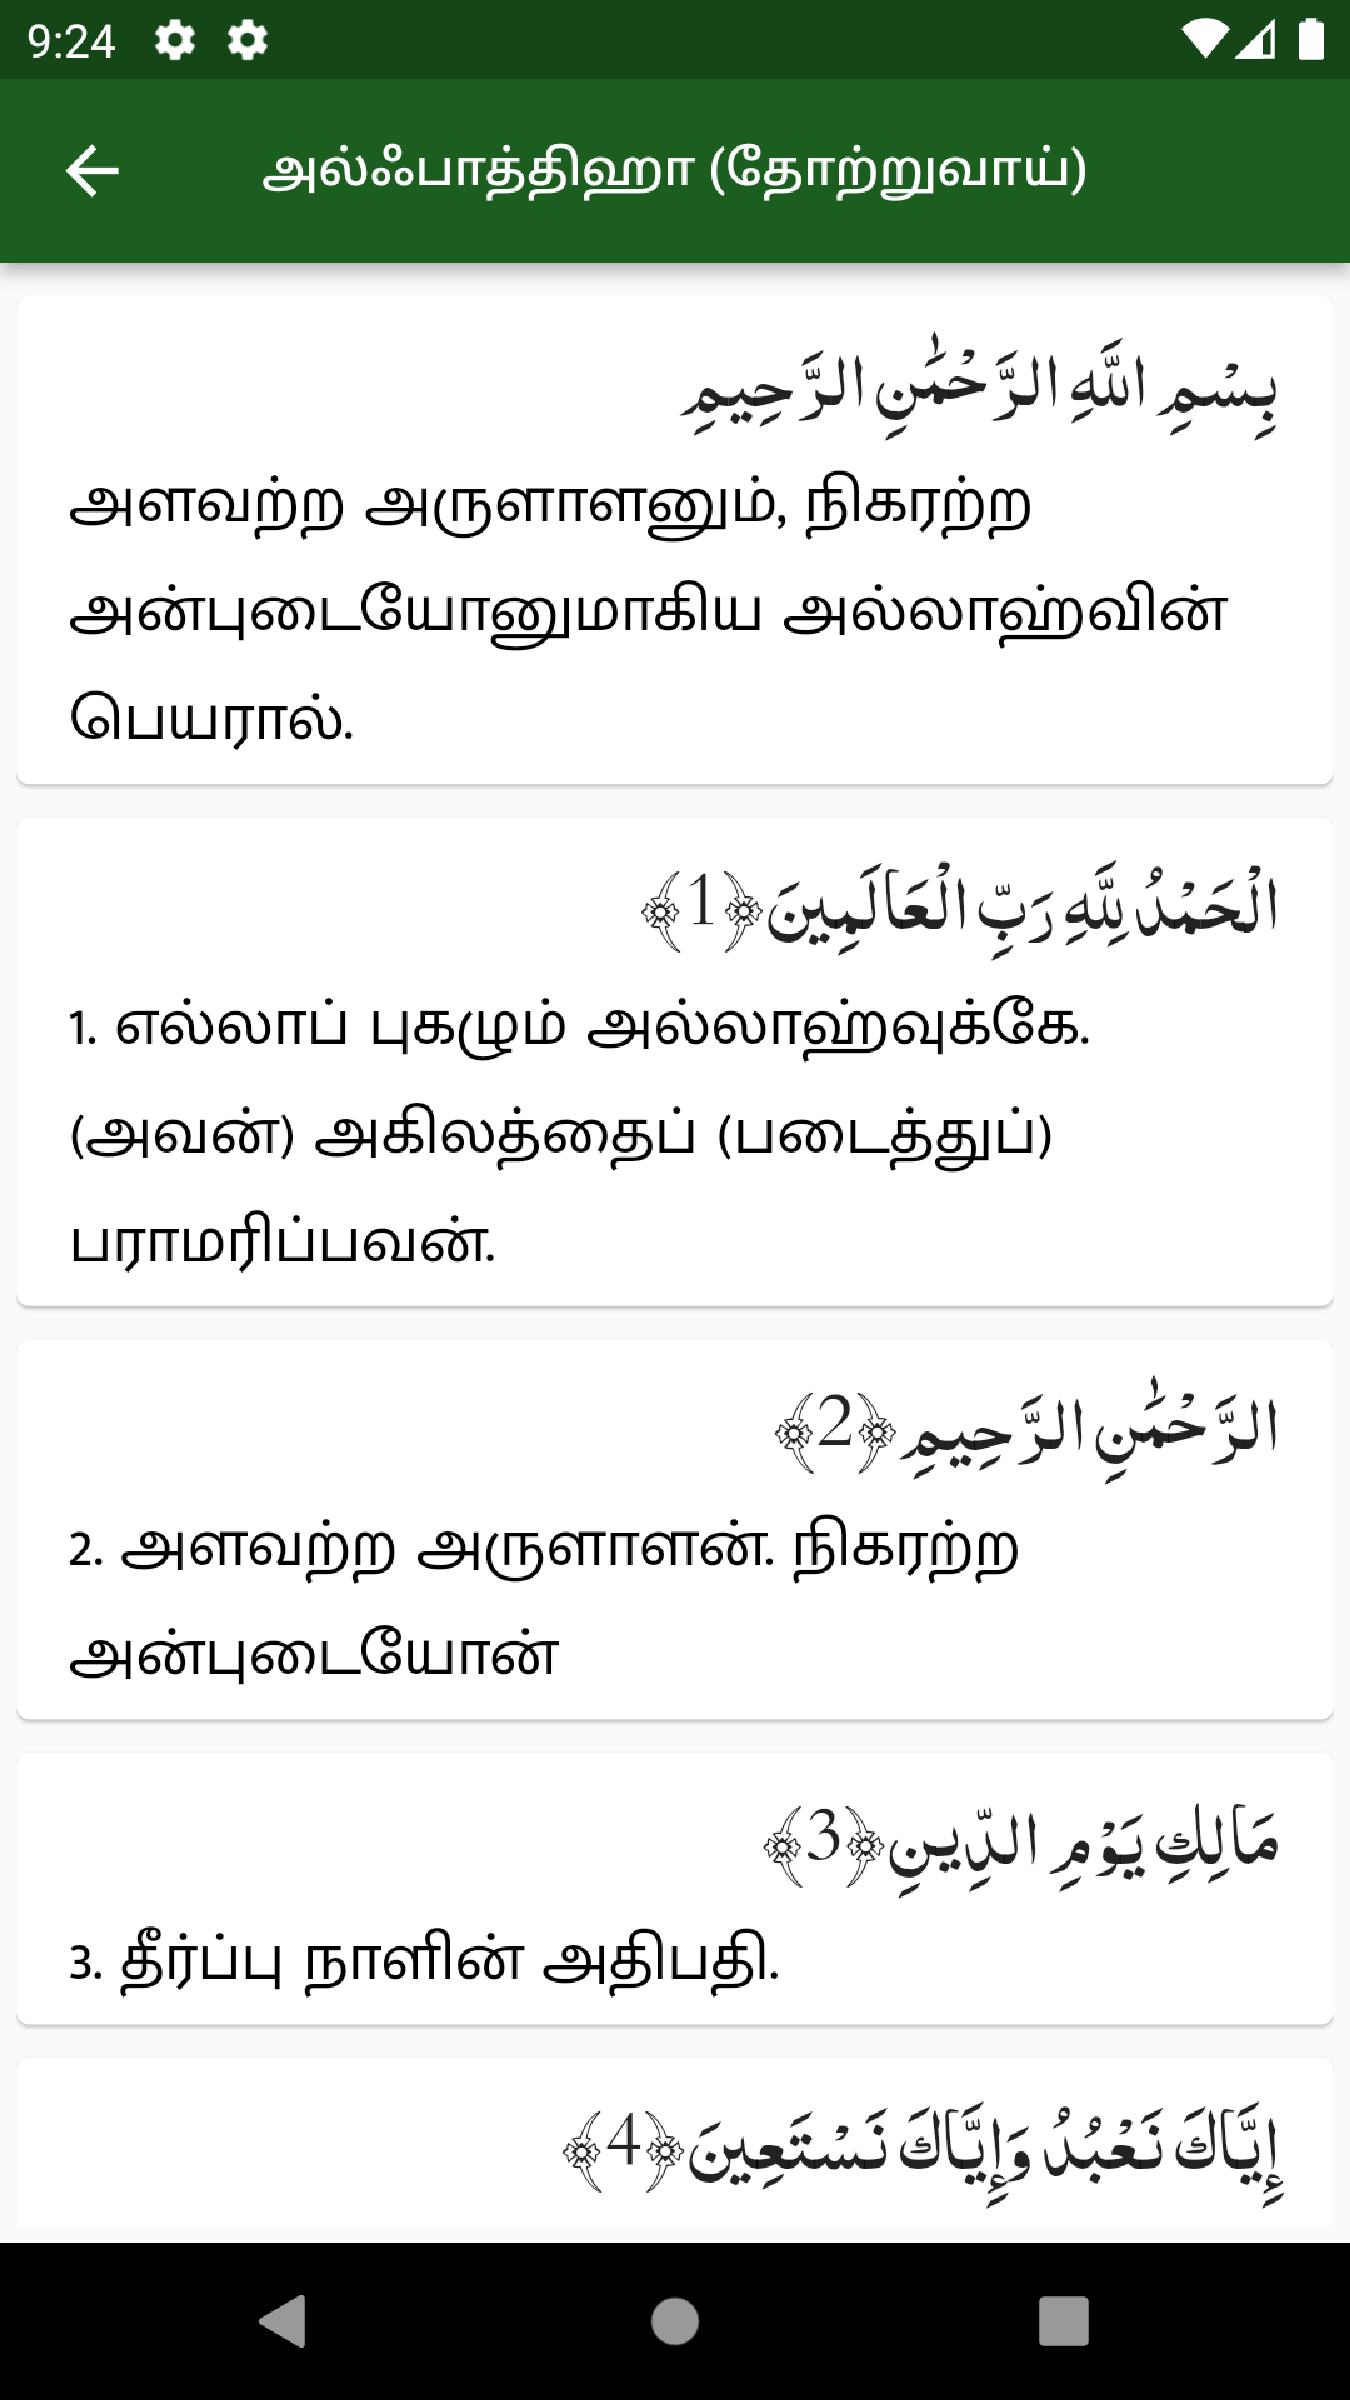 9:24
அல்ஃபாத்திஹா (தோற்றுவாய்)
بِسْمِ اللَّهِ الرَّحْمَٰنِ الرَّحِيمِ
அளவற்ற அருளாளனும், நிகரற்ற
அன்புடையோனுமாகிய அல்லாஹ்வின்
பெயரால்.
الْحَمْدُ لِلَّهِ رَبِّ الْعَالَمِينَ ﴿1﴾
1. எல்லாப் புகழும் அல்லாஹ்வுக்கே.
(அவன்) அகிலத்தைப் (படைத்துப்)
பராமரிப்பவன்.
الرَّحْمَٰنِ الرَّحِيمِ ﴿2﴾
2. அளவற்ற அருளாளன். நிகரற்ற
அன்புடையோன்
مَالِكِ يَوْمِ الدِّينِ ﴿3﴾
3. தீர்ப்பு நாளின் அதிபதி.
إِيَّاكَ نَعْبُدُ وَإِيَّاكَ نَسْتَعِينَ ﴿4﴾